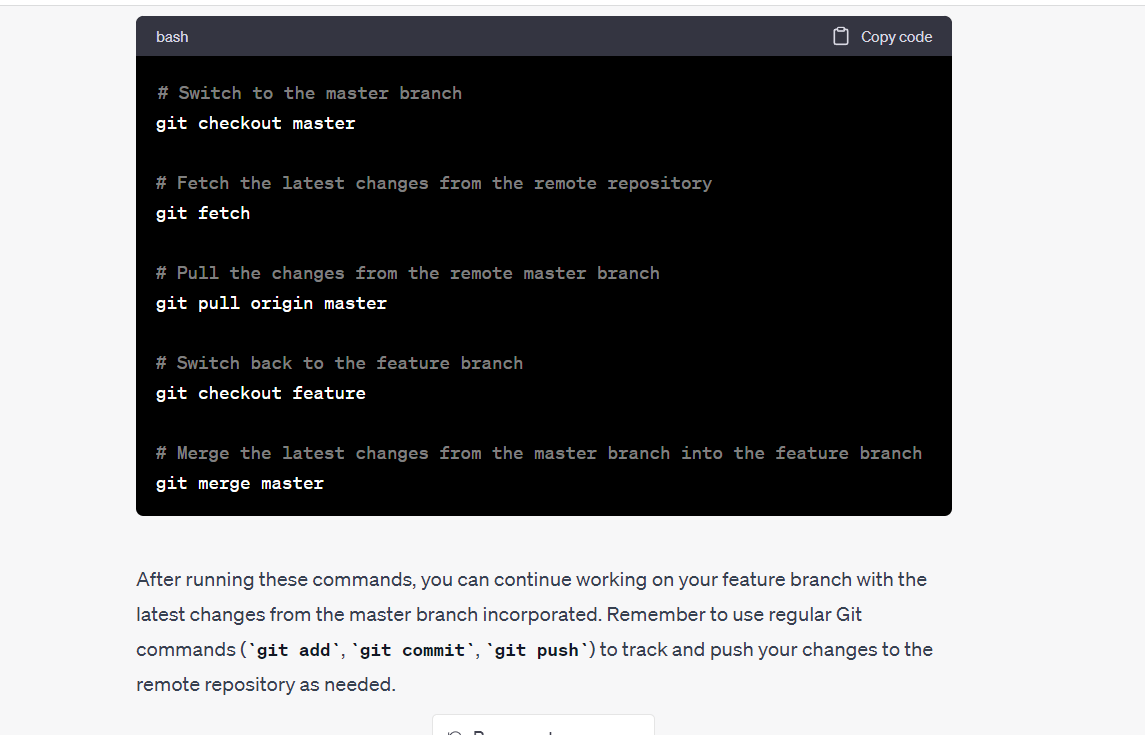 bash
Copy code
# Switch to the master branch
git checkout master
# Fetch the latest changes from the remote repository
git fetch
# Pull the changes from the remote master branch
git pull origin master
# Switch back to the feature branch
git checkout feature
# Merge the latest changes from the master branch into the feature branch
git merge master
After running these commands, you can continue working on your feature branch with the
latest changes from the master branch incorporated. Remember to use regular Git
commands (`git add`, `git commit`, `git push`) to track and push your changes to the
remote repository as needed.